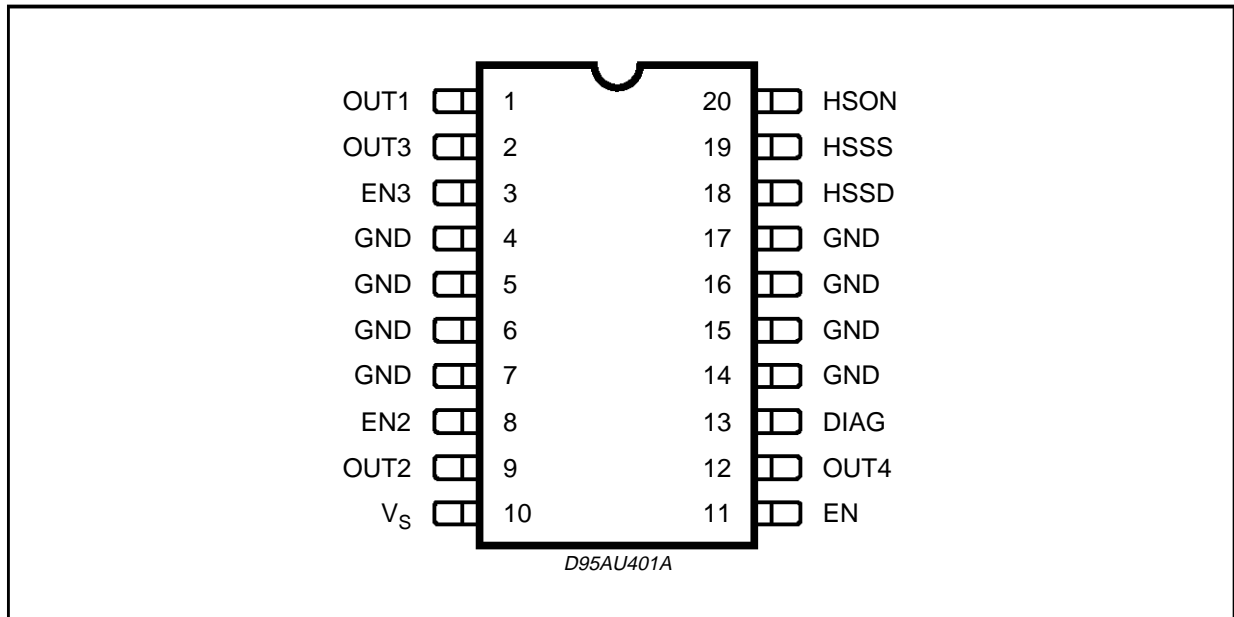 OUT1 1 20 HSON
OUT3 2 19 HSSS
EN3 3 18 HSSD
GND 4 17 GND
GND 5 16 GND
GND 6 15 GND
GND 7 14 GND
EN2 8 13 DIAG
OUT2 9 12 OUT4
VS 10 11 EN
D95AU401A